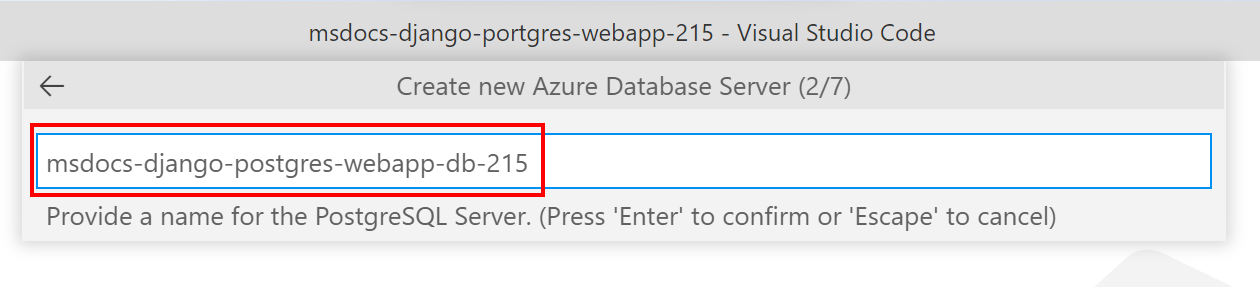 msdocs-django-portgres-webapp-215 - Visual Studio Code
Create new Azure Database Server (2/7)
msdocs-django-postgres-webapp-db-215
Provide a name for the PostgreSQL Server. (Press 'Enter' to confirm or 'Escape' to cancel)